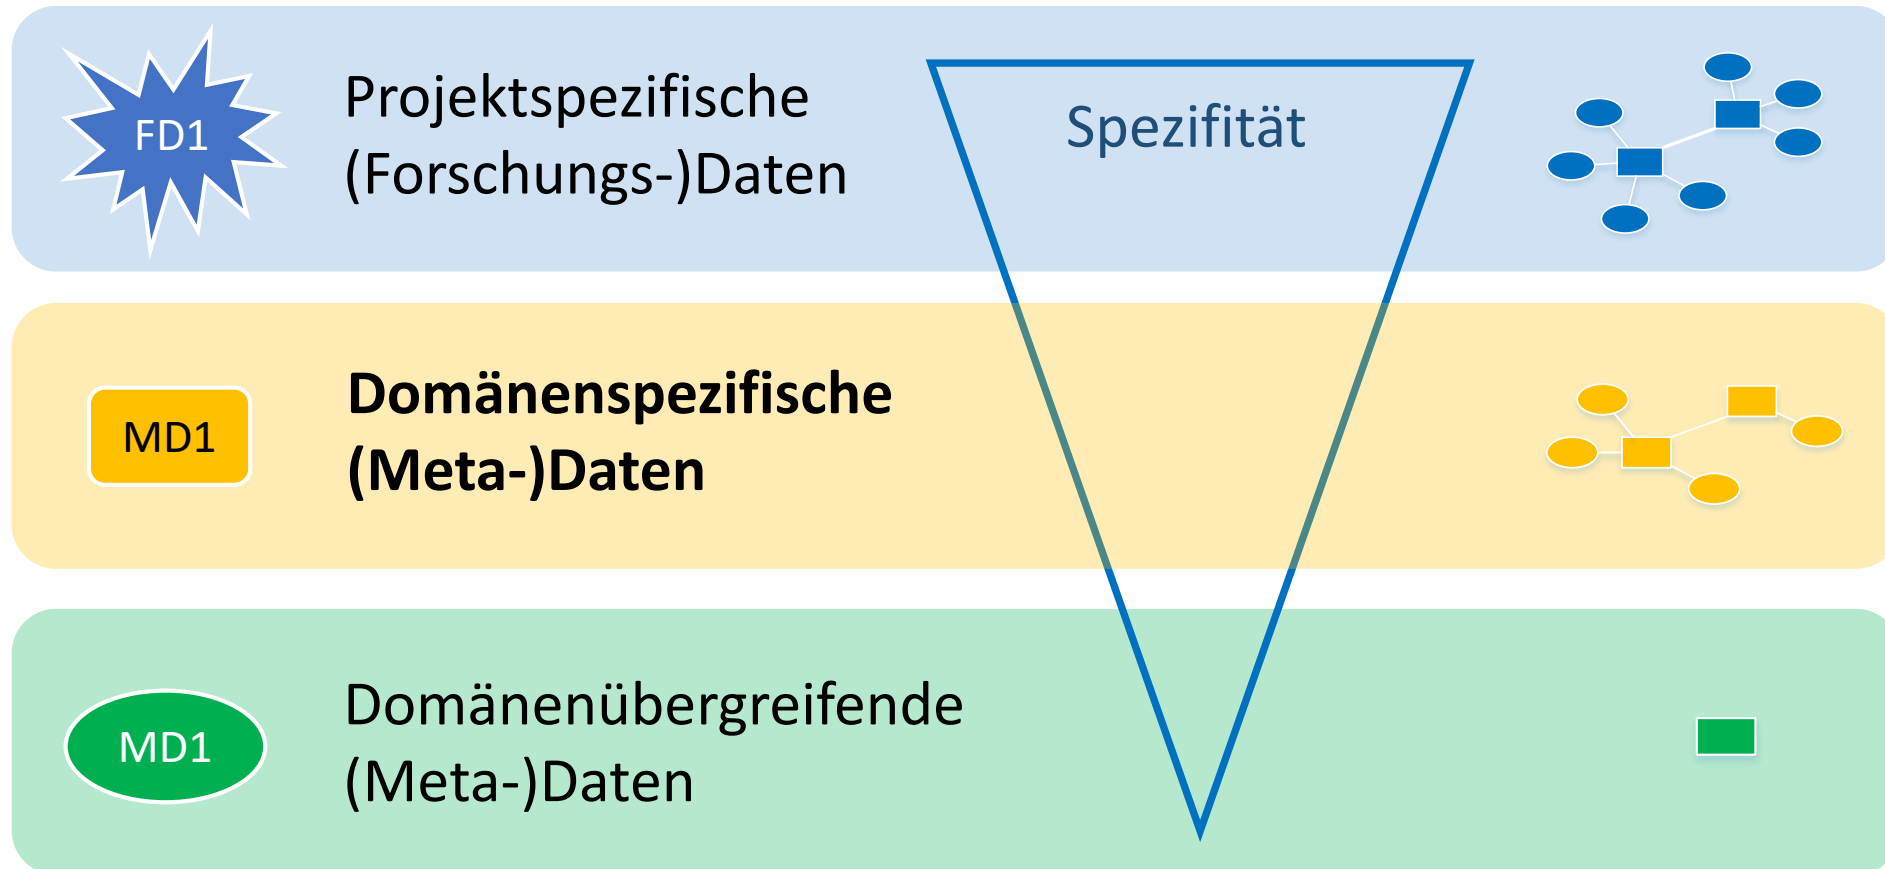 FD1
Projektspezifische
(Forschungs-)Daten
Spezifität
MD1
Domänenspezifische
(Meta-)Daten
MD1
Domänenübergreifende
(Meta-)Daten